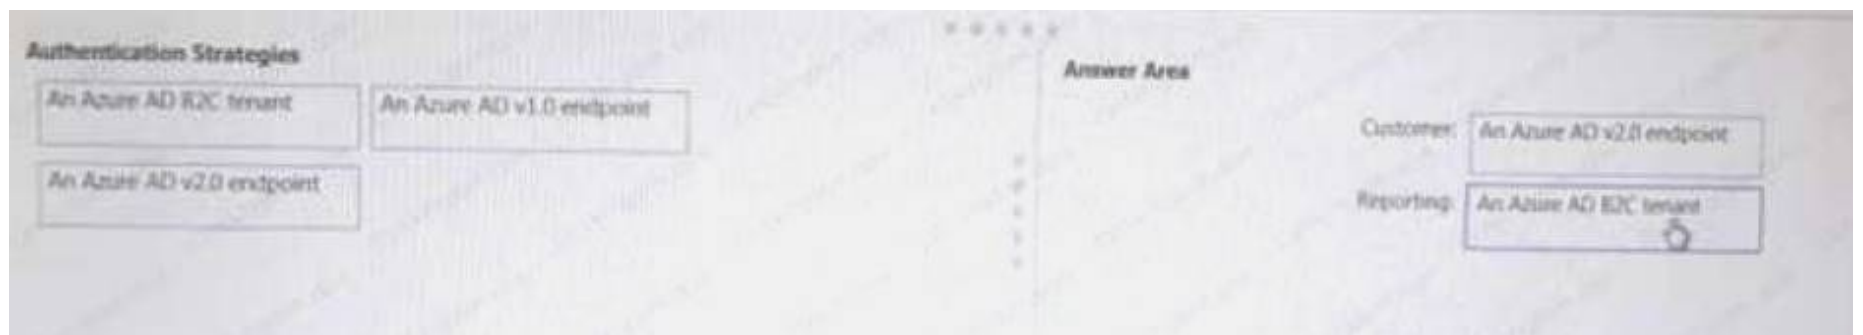 Authentication Strategies
An Azure AD B2C tenant
An Azure AD v1.0 endpoint
An Azure AD v2.0 endpoint
Answer Area
Customer: An Azure AD v2.0 endpoint
Reporting: An Azure AD B2C tenant